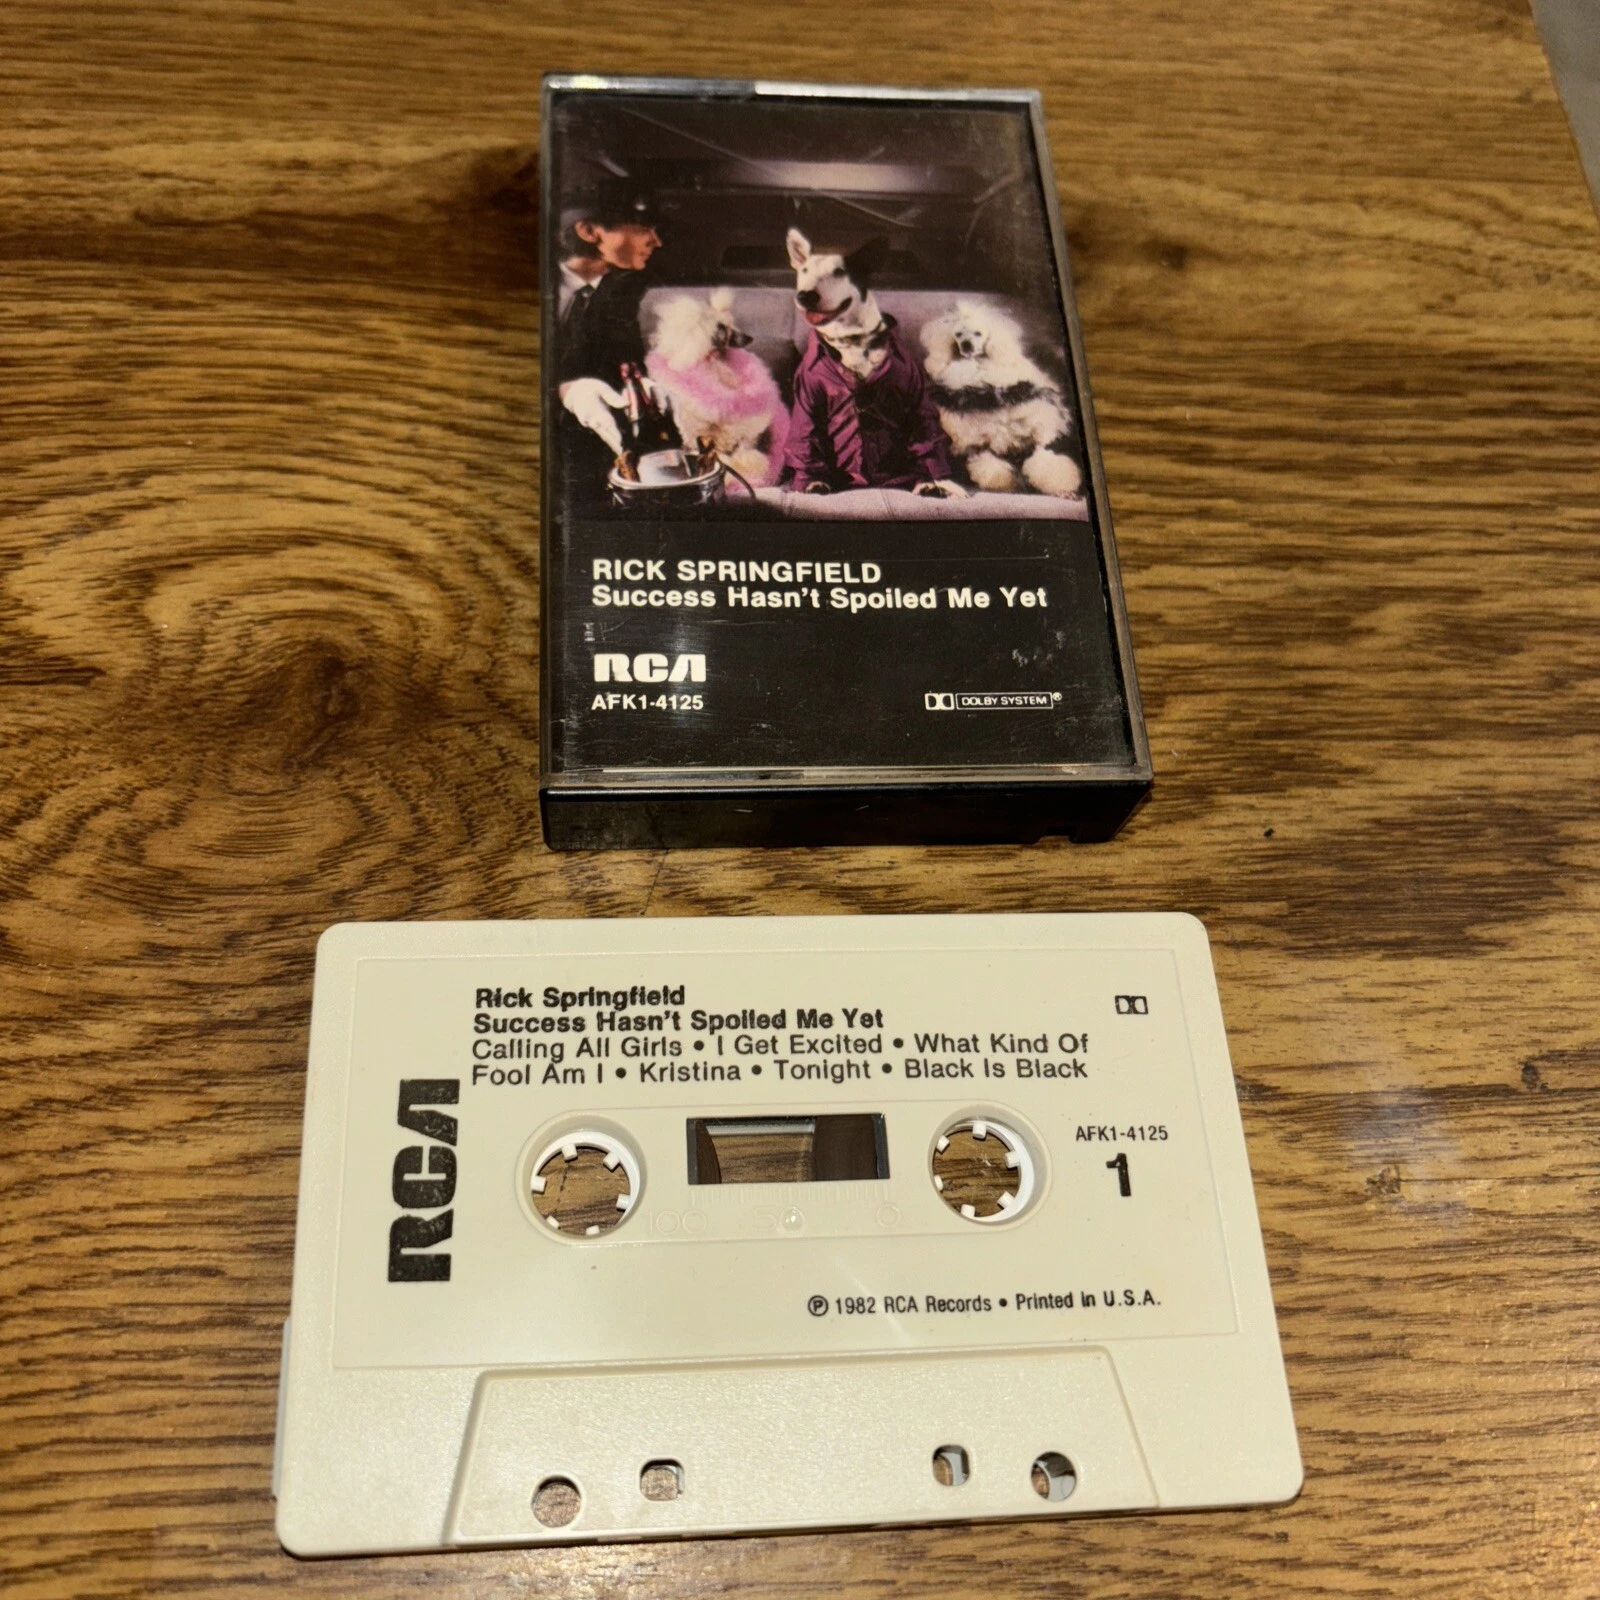 RICK SPRINGFIELD
Success Hasn't Spoiled Me Yet
RCA
AFK1-4125
DOLBY SYSTEM®
Rick Springfield
Success Hasn't Spoiled Me Yet
Calling All Girls • I Get Excited • What Kind Of
Fool Am I • Kristina • Tonight • Black Is Black
RCA
AFK1-4125
1
100 50 0
℗ 1982 RCA Records • Printed in U.S.A.